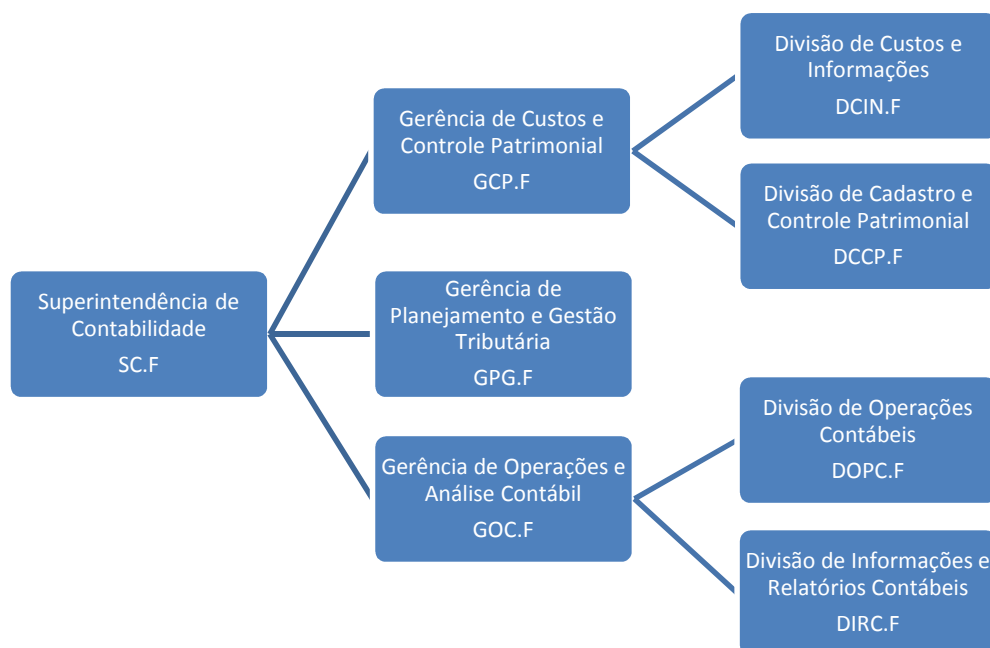 Superintendência de
Contabilidade
SC.F
Gerência de Custos e
Controle Patrimonial
GCP.F
Divisão de Custos e
Informações
DCIN.F
Divisão de Cadastro e
Controle Patrimonial
DCCP.F
Gerência de
Planejamento e Gestão
Tributária
GPG.F
Gerência de Operações e
Análise Contábil
GOC.F
Divisão de Operações
Contábeis
DOPC.F
Divisão de Informações e
Relatórios Contábeis
DIRC.F